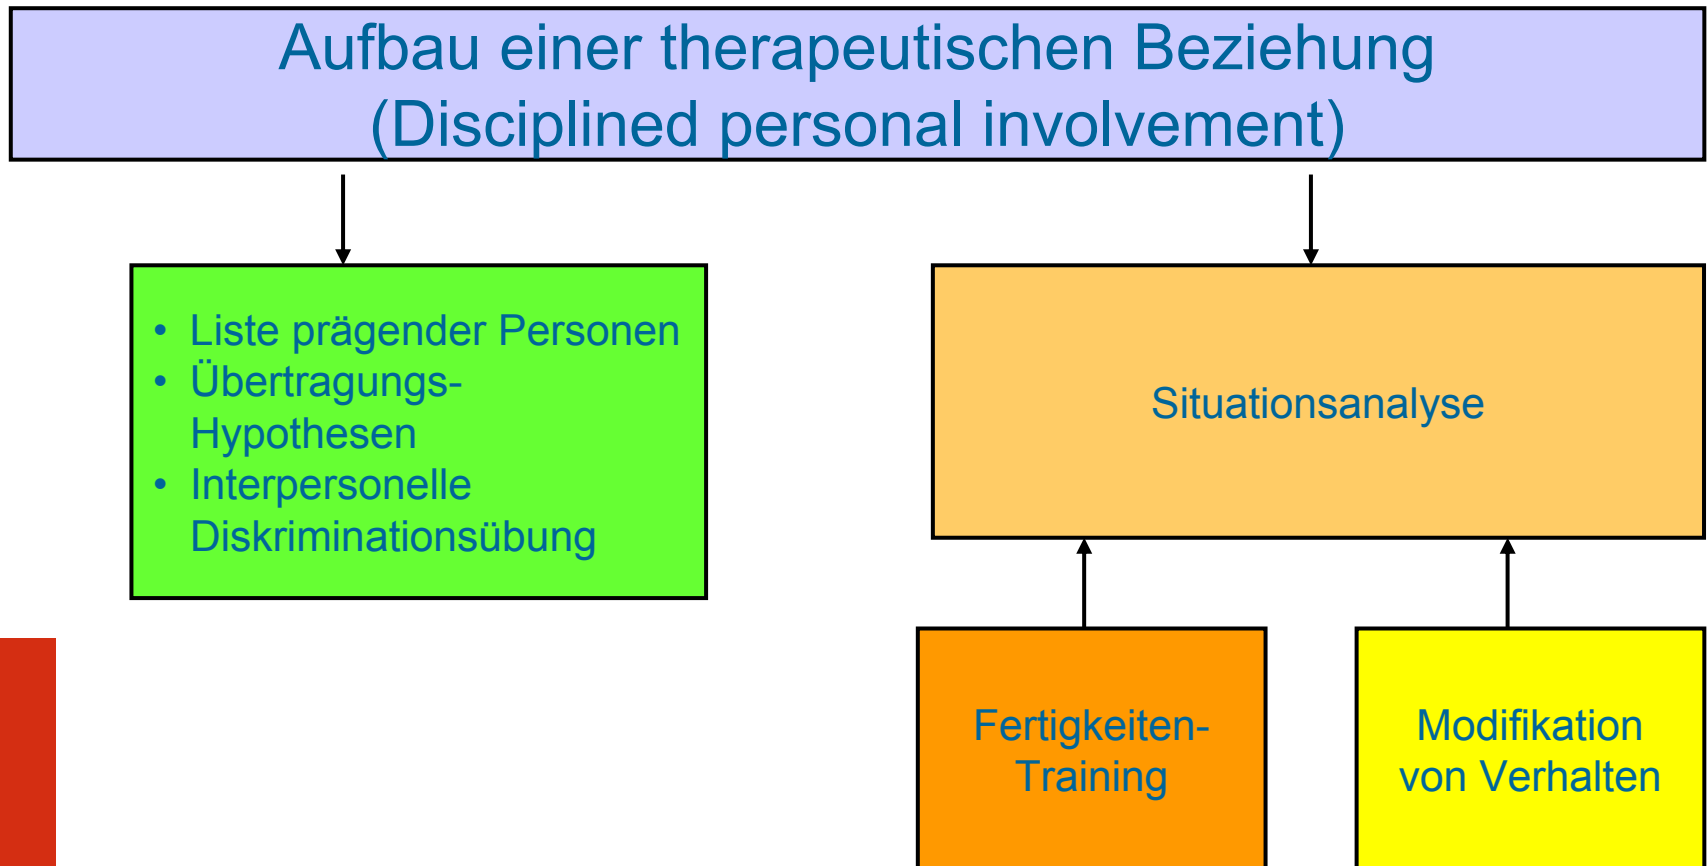 Aufbau einer therapeutischen Beziehung
(Disciplined personal involvement)
• Liste prägender Personen
• Übertragungs-
Hypothesen
• Interpersonelle
Diskriminationsübung
Situationsanalyse
Fertigkeiten-
Training
Modifikation
von Verhalten